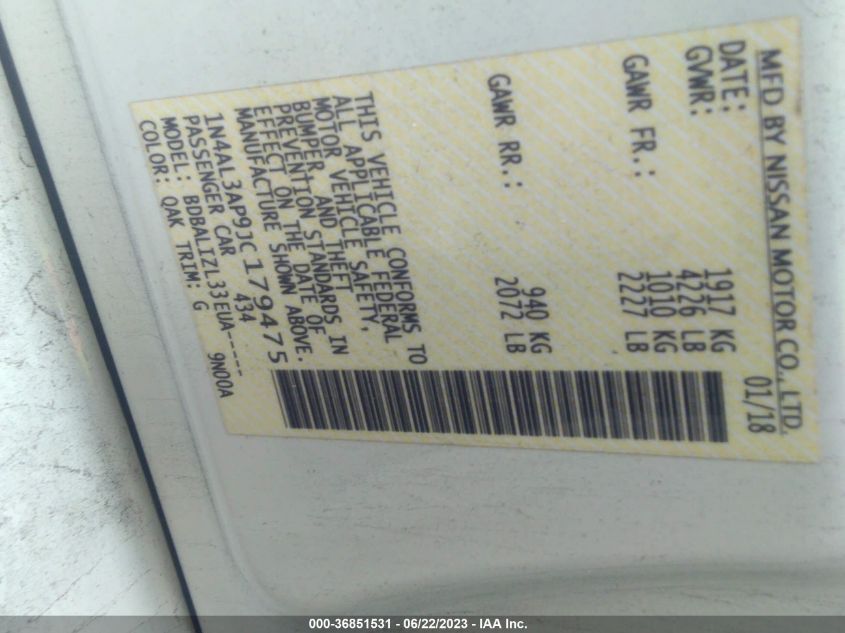 MFD BY NISSAN MOTOR CO., LTD.
DATE: 01/18
GVWR: 1917 KG
4226 LB
GAWR FR.: 1010 KG
2227 LB
GAWR RR.: 940 KG
2072 LB
THIS VEHICLE CONFORMS TO
ALL APPLICABLE FEDERAL
MOTOR VEHICLE SAFETY,
BUMPER, AND THEFT
PREVENTION STANDARDS IN
EFFECT ON THE DATE OF
MANUFACTURE SHOWN ABOVE.
1N4AL3AP9JC179475
PASSENGER CAR 434
MODEL: BDBALIZL33EUA-----
COLOR: QAK TRIM: G 9N00A
000-36851531 - 06/22/2023 - IAA Inc.